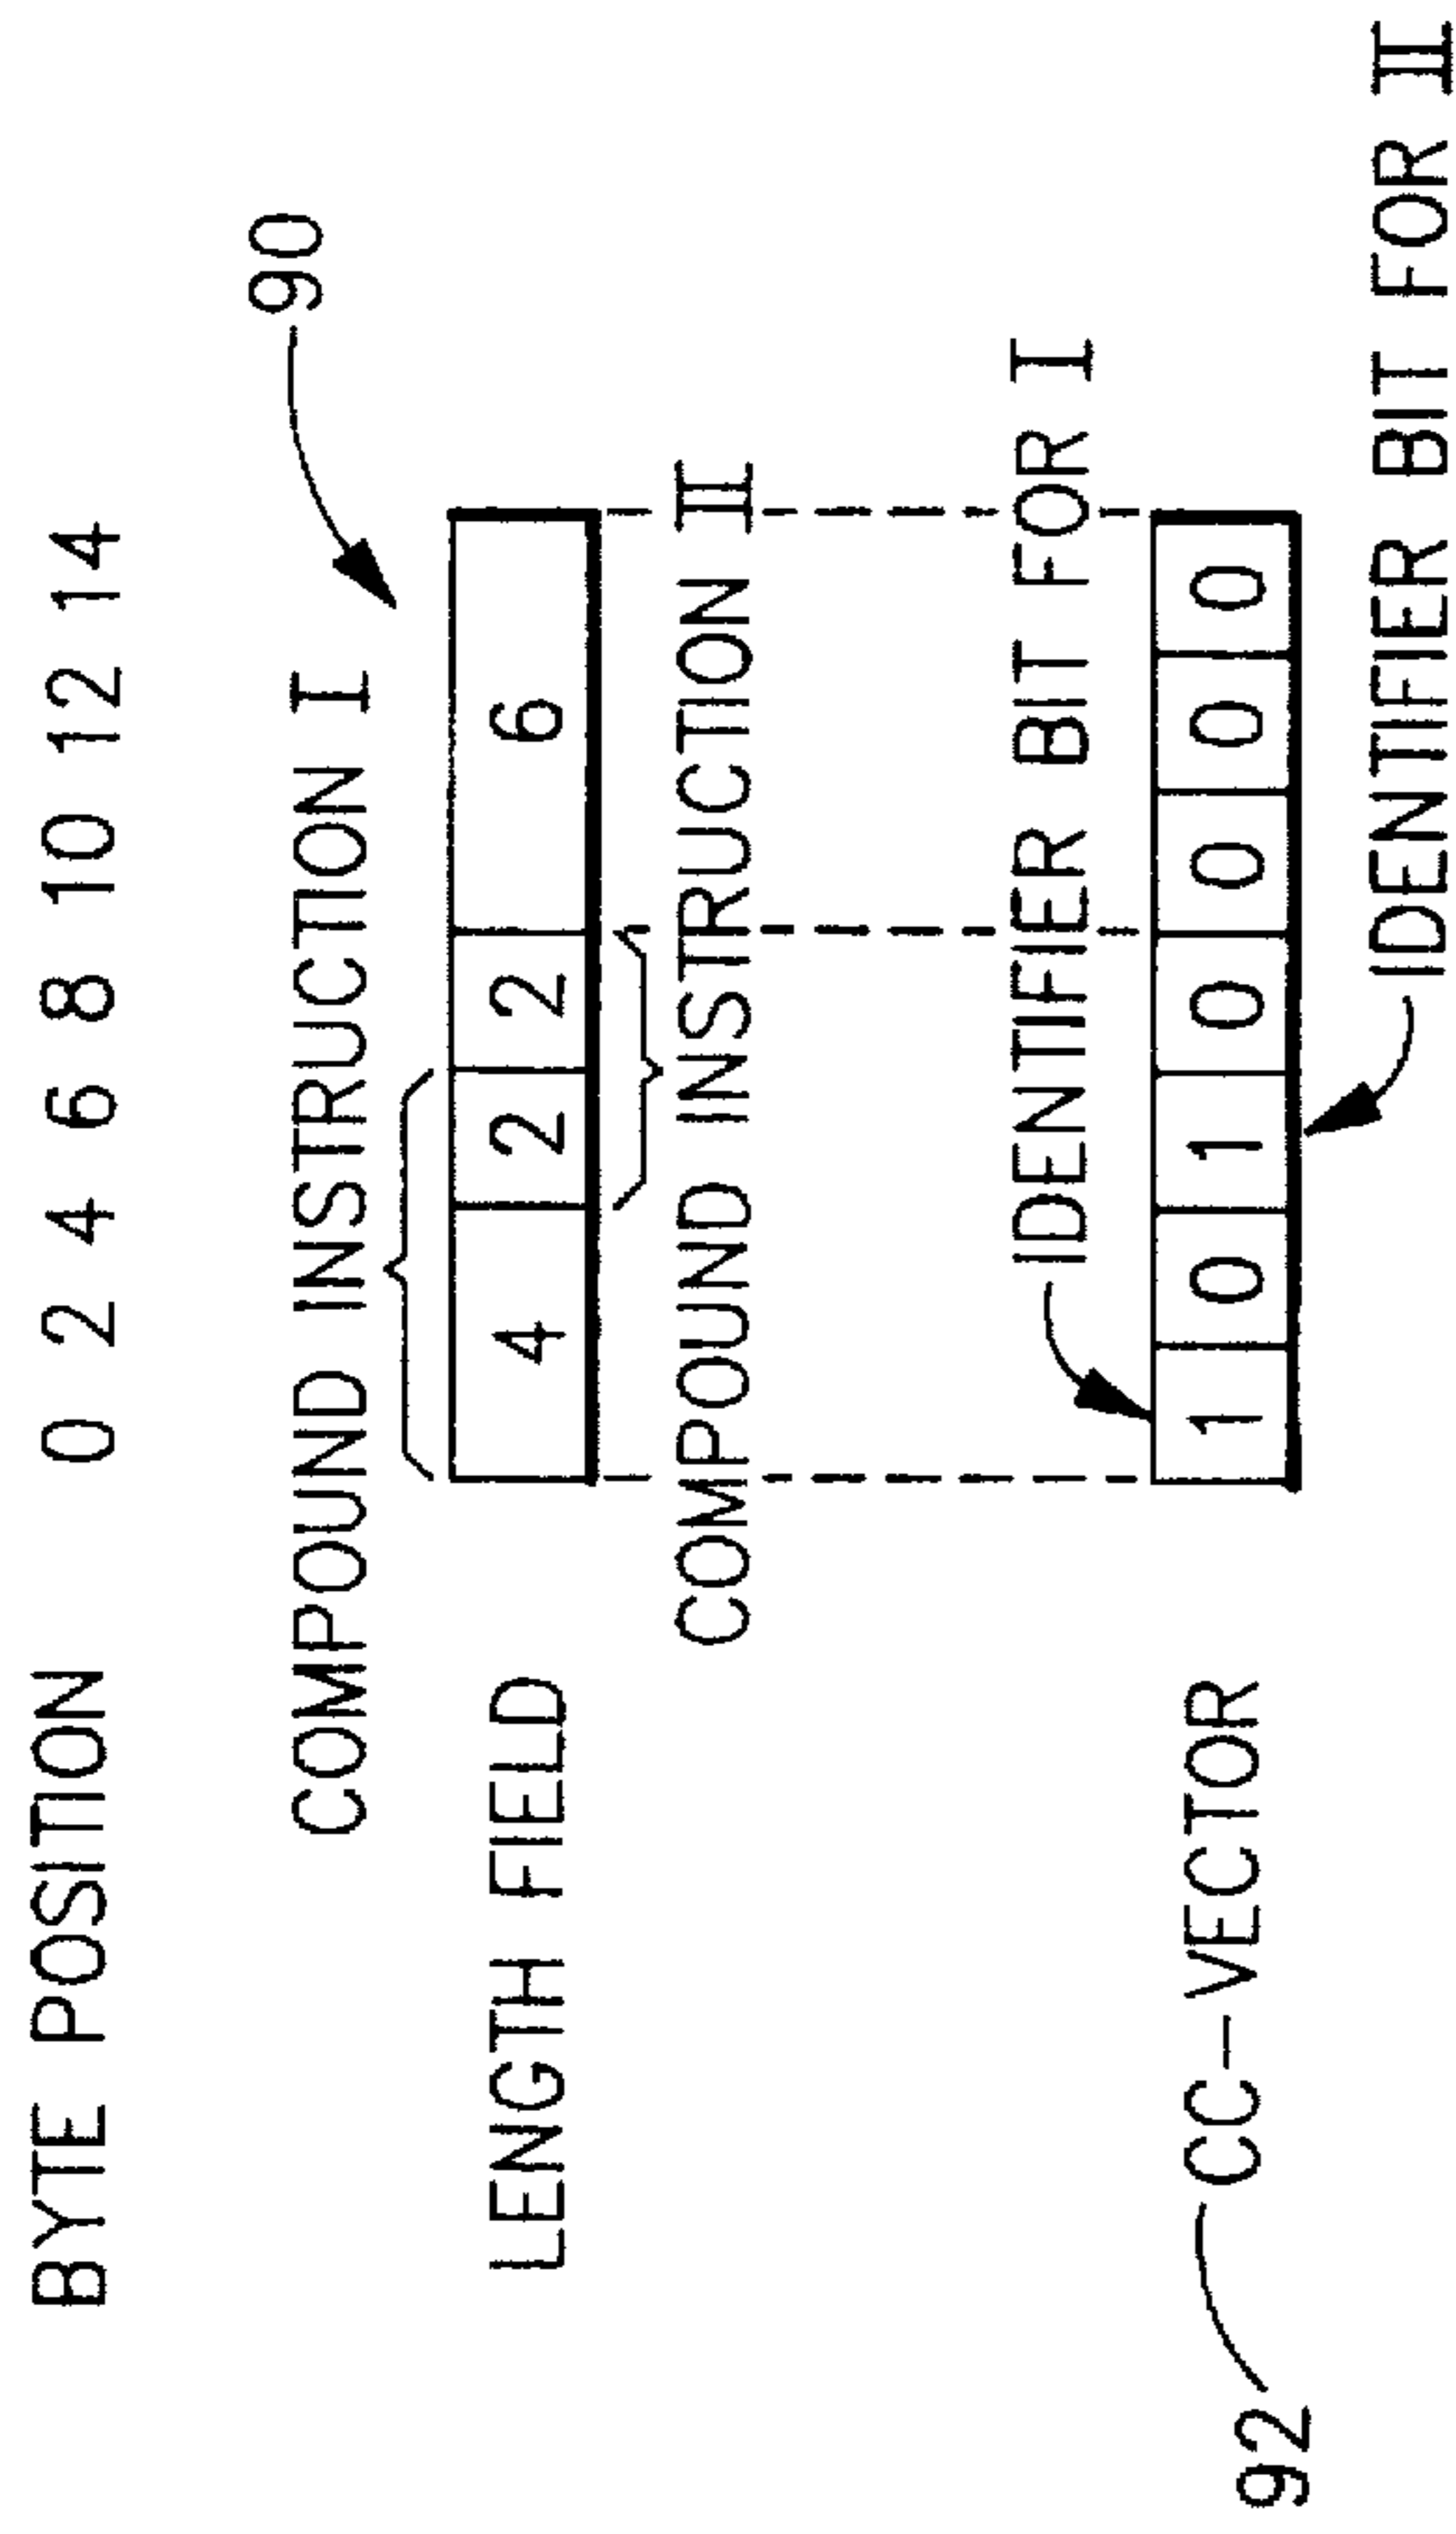 BYTE POSITION 0 2 4 6 8 10 12 14
90
COMPOUND INSTRUCTION I
LENGTH FIELD 4 2 2 6
COMPOUND INSTRUCTION II
IDENTIFIER BIT FOR I
92 CC-VECTOR 1 0 1 0 0 0 0
IDENTIFIER BIT FOR II